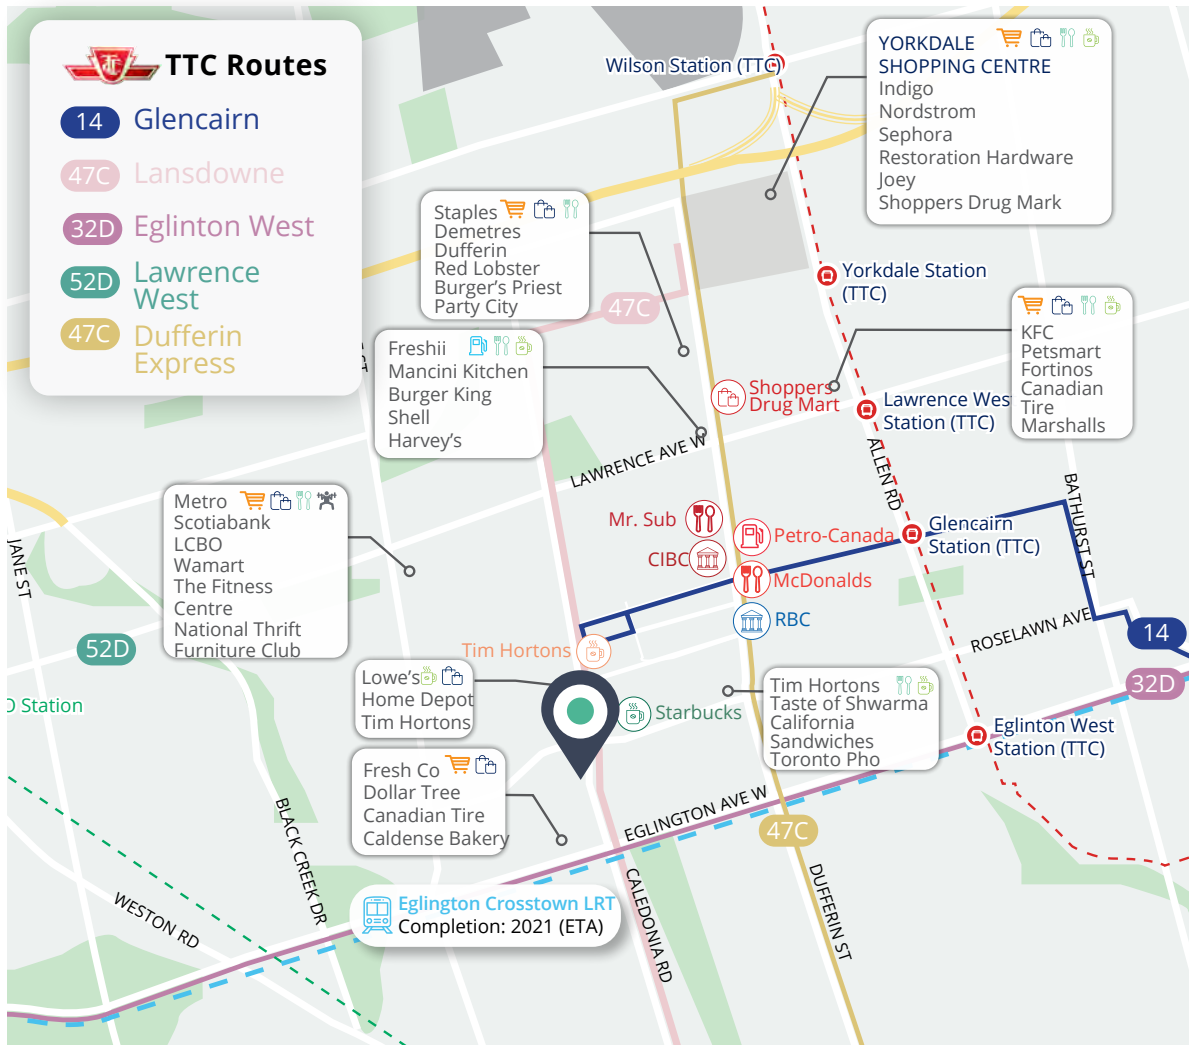 TTC Routes
14 Glencairn
47C Lansdowne
32D Eglinton West
52D Lawrence
West
47C Dufferin
Express
Wilson Station (TTC)
YORKDALE
SHOPPING CENTRE
Indigo
Nordstrom
Sephora
Restoration Hardware
Joey
Shoppers Drug Mark
Staples
Demetres
Dufferin
Red Lobster
Burger's Priest
Party City
47C
Yorkdale Station
(TTC)
KFC
Petsmart
Fortinos
Canadian
Tire
Marshalls
Freshii
Mancini Kitchen
Burger King
Shell
Harvey's
Shoppers
Drug Mart
Lawrence Wes
Station (TTC)
LAWRENCE AVE W
ALLEN RD
BATHURST ST
Metro
Scotiabank
LCBO
Wamart
The Fitness
Centre
National Thrift
Furniture Club
JANE ST
Mr. Sub
CIBC
Petro-Canada
McDonalds
RBC
Glencairn
Station (TTC)
ROSELAWN AVE
14
52D
Tim Hortons
32D
Lowe's
Home Depot
Tim Hortons
O Station
Starbucks
Tim Hortons
Taste of Shwarma
California
Sandwiches
Toronto Pho
Eglinton West
Station (TTC)
Fresh Co
Dollar Tree
Canadian Tire
Caldense Bakery
EGLINGTON AVE W
47C
BLACK CREEK DR
WESTON RD
Eglington Crosstown LRT
Completion: 2021 (ETA)
CALEDONIA RD
DUFFERIN ST